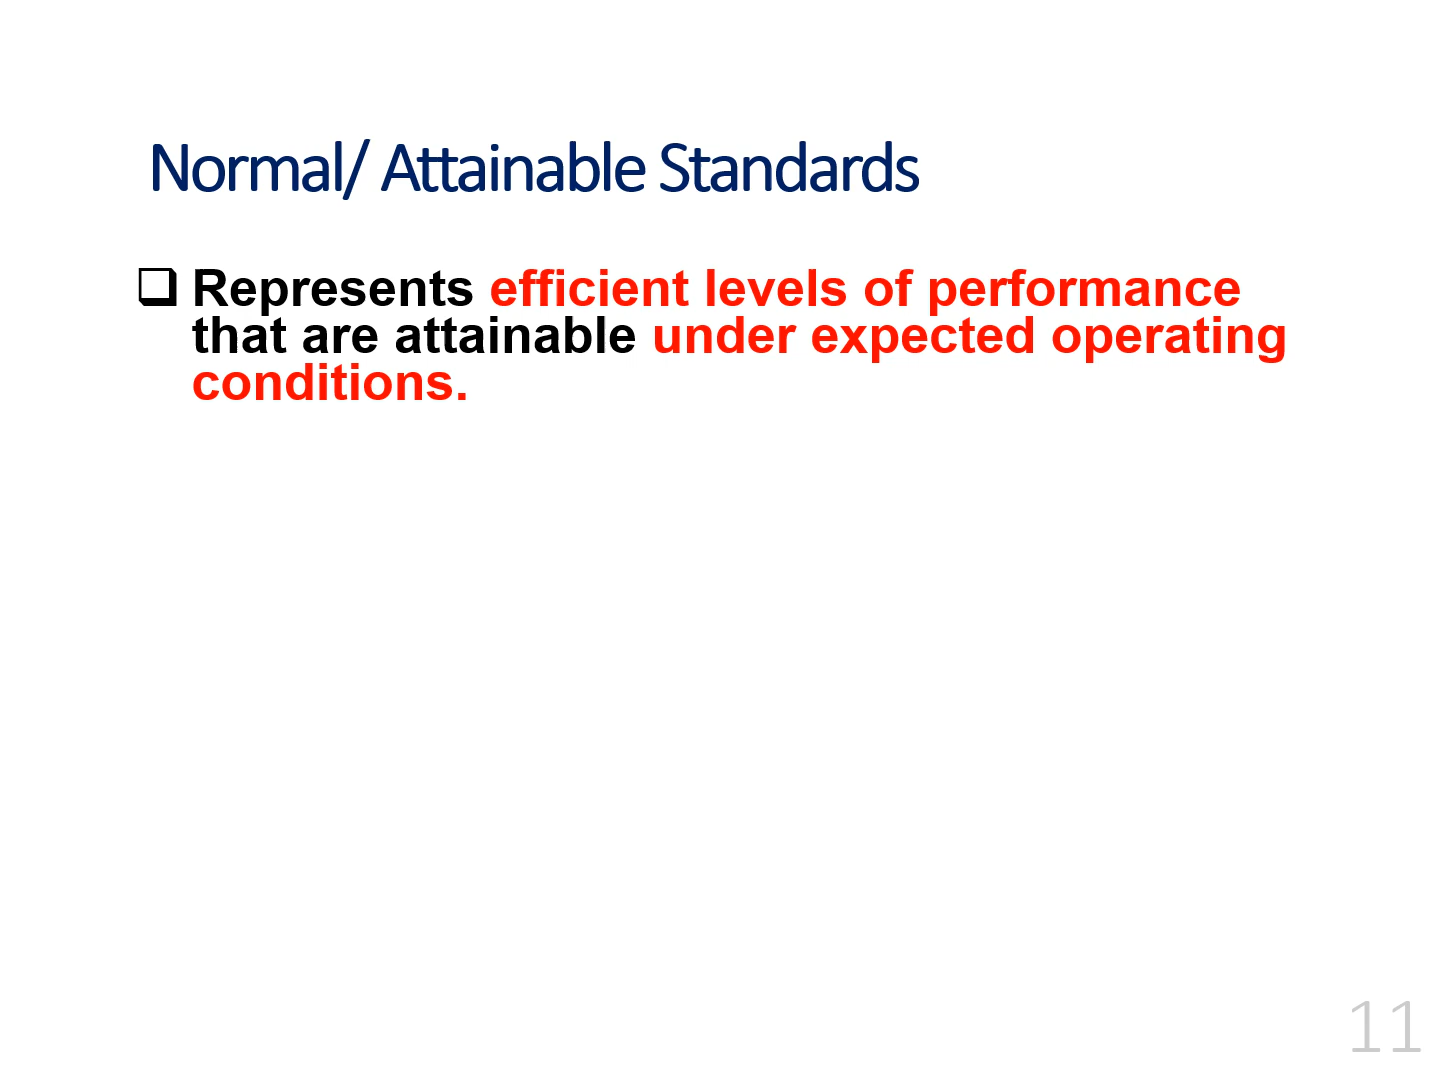 Normal/ Attainable Standards
❑ Represents efficient levels of performance
that are attainable under expected operating
conditions.
11